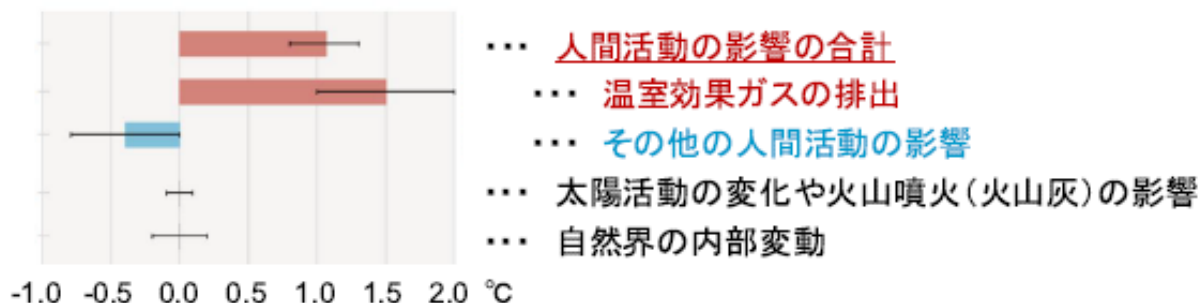 … 人間活動の影響の合計
… 温室効果ガスの排出
… その他の人間活動の影響
… 太陽活動の変化や火山噴火(火山灰)の影響
… 自然界の内部変動
-1.0 -0.5 0.0 0.5 1.0 1.5 2.0 ℃